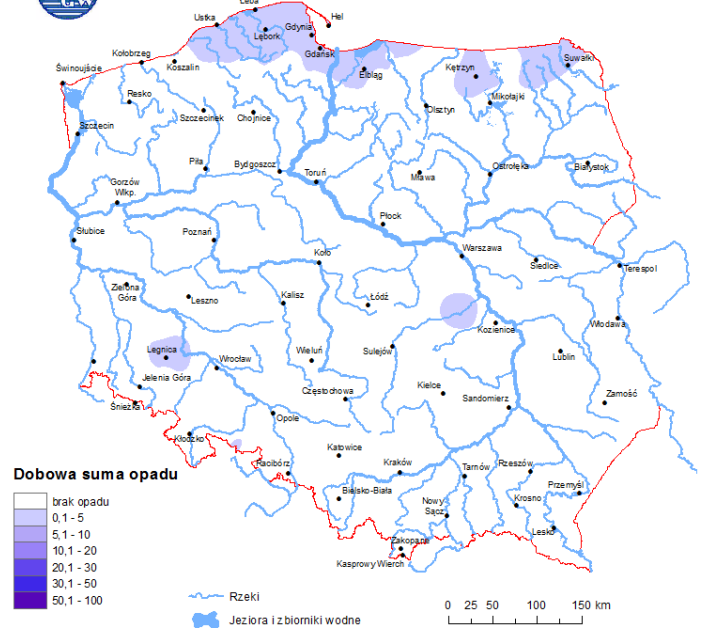 Łeba
Ustka
Hel
Gdynia
Lębork
Kołobrzeg
Gdańsk
Suwałki
Koszalin
Elbląg
Kętrzyn
Świnoujście
Resko
Mikołajki
Szczecinek
Chojnice
Olsztyn
Szczecin
Piła
Bydgoszcz
Ostrołęka
Białystok
Toruń
Mława
Gorzów
Wlkp.
Płock
Słubice
Poznań
Warszawa
Koło
Siedlce
Terespol
Zielona
Góra
Leszno
Kalisz
Łódź
Kozienice
Włodawa
Legnica
Wrocław
Wieluń
Sulejów
Lublin
Jelenia Góra
Kielce
Częstochowa
Sandomierz
Zamość
Śnieżka
Opole
Kłodzko
Katowice
Racibórz
Kraków
Tarnów
Rzeszów
Przemyśl
Bielsko-Biała
Nowy
Sącz
Krosno
Lesko
Zakopane
Kasprowy Wierch
Dobowa suma opadu
brak opadu
0,1 - 5
5,1 - 10
10,1 - 20
20,1 - 30
30,1 - 50
50,1 - 100
Rzeki
Jeziora i zbiorniki wodne
0 25 50 100 150 km